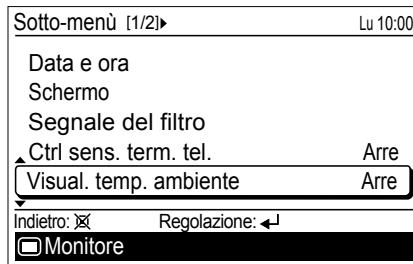 Sotto-menù [1/2]▸ Lu 10:00
Data e ora
Schermo
Segnale del filtro
Ctrl sens. term. tel. Arre
Visual. temp. ambiente Arre
Indietro: Regolazione:
Monitore